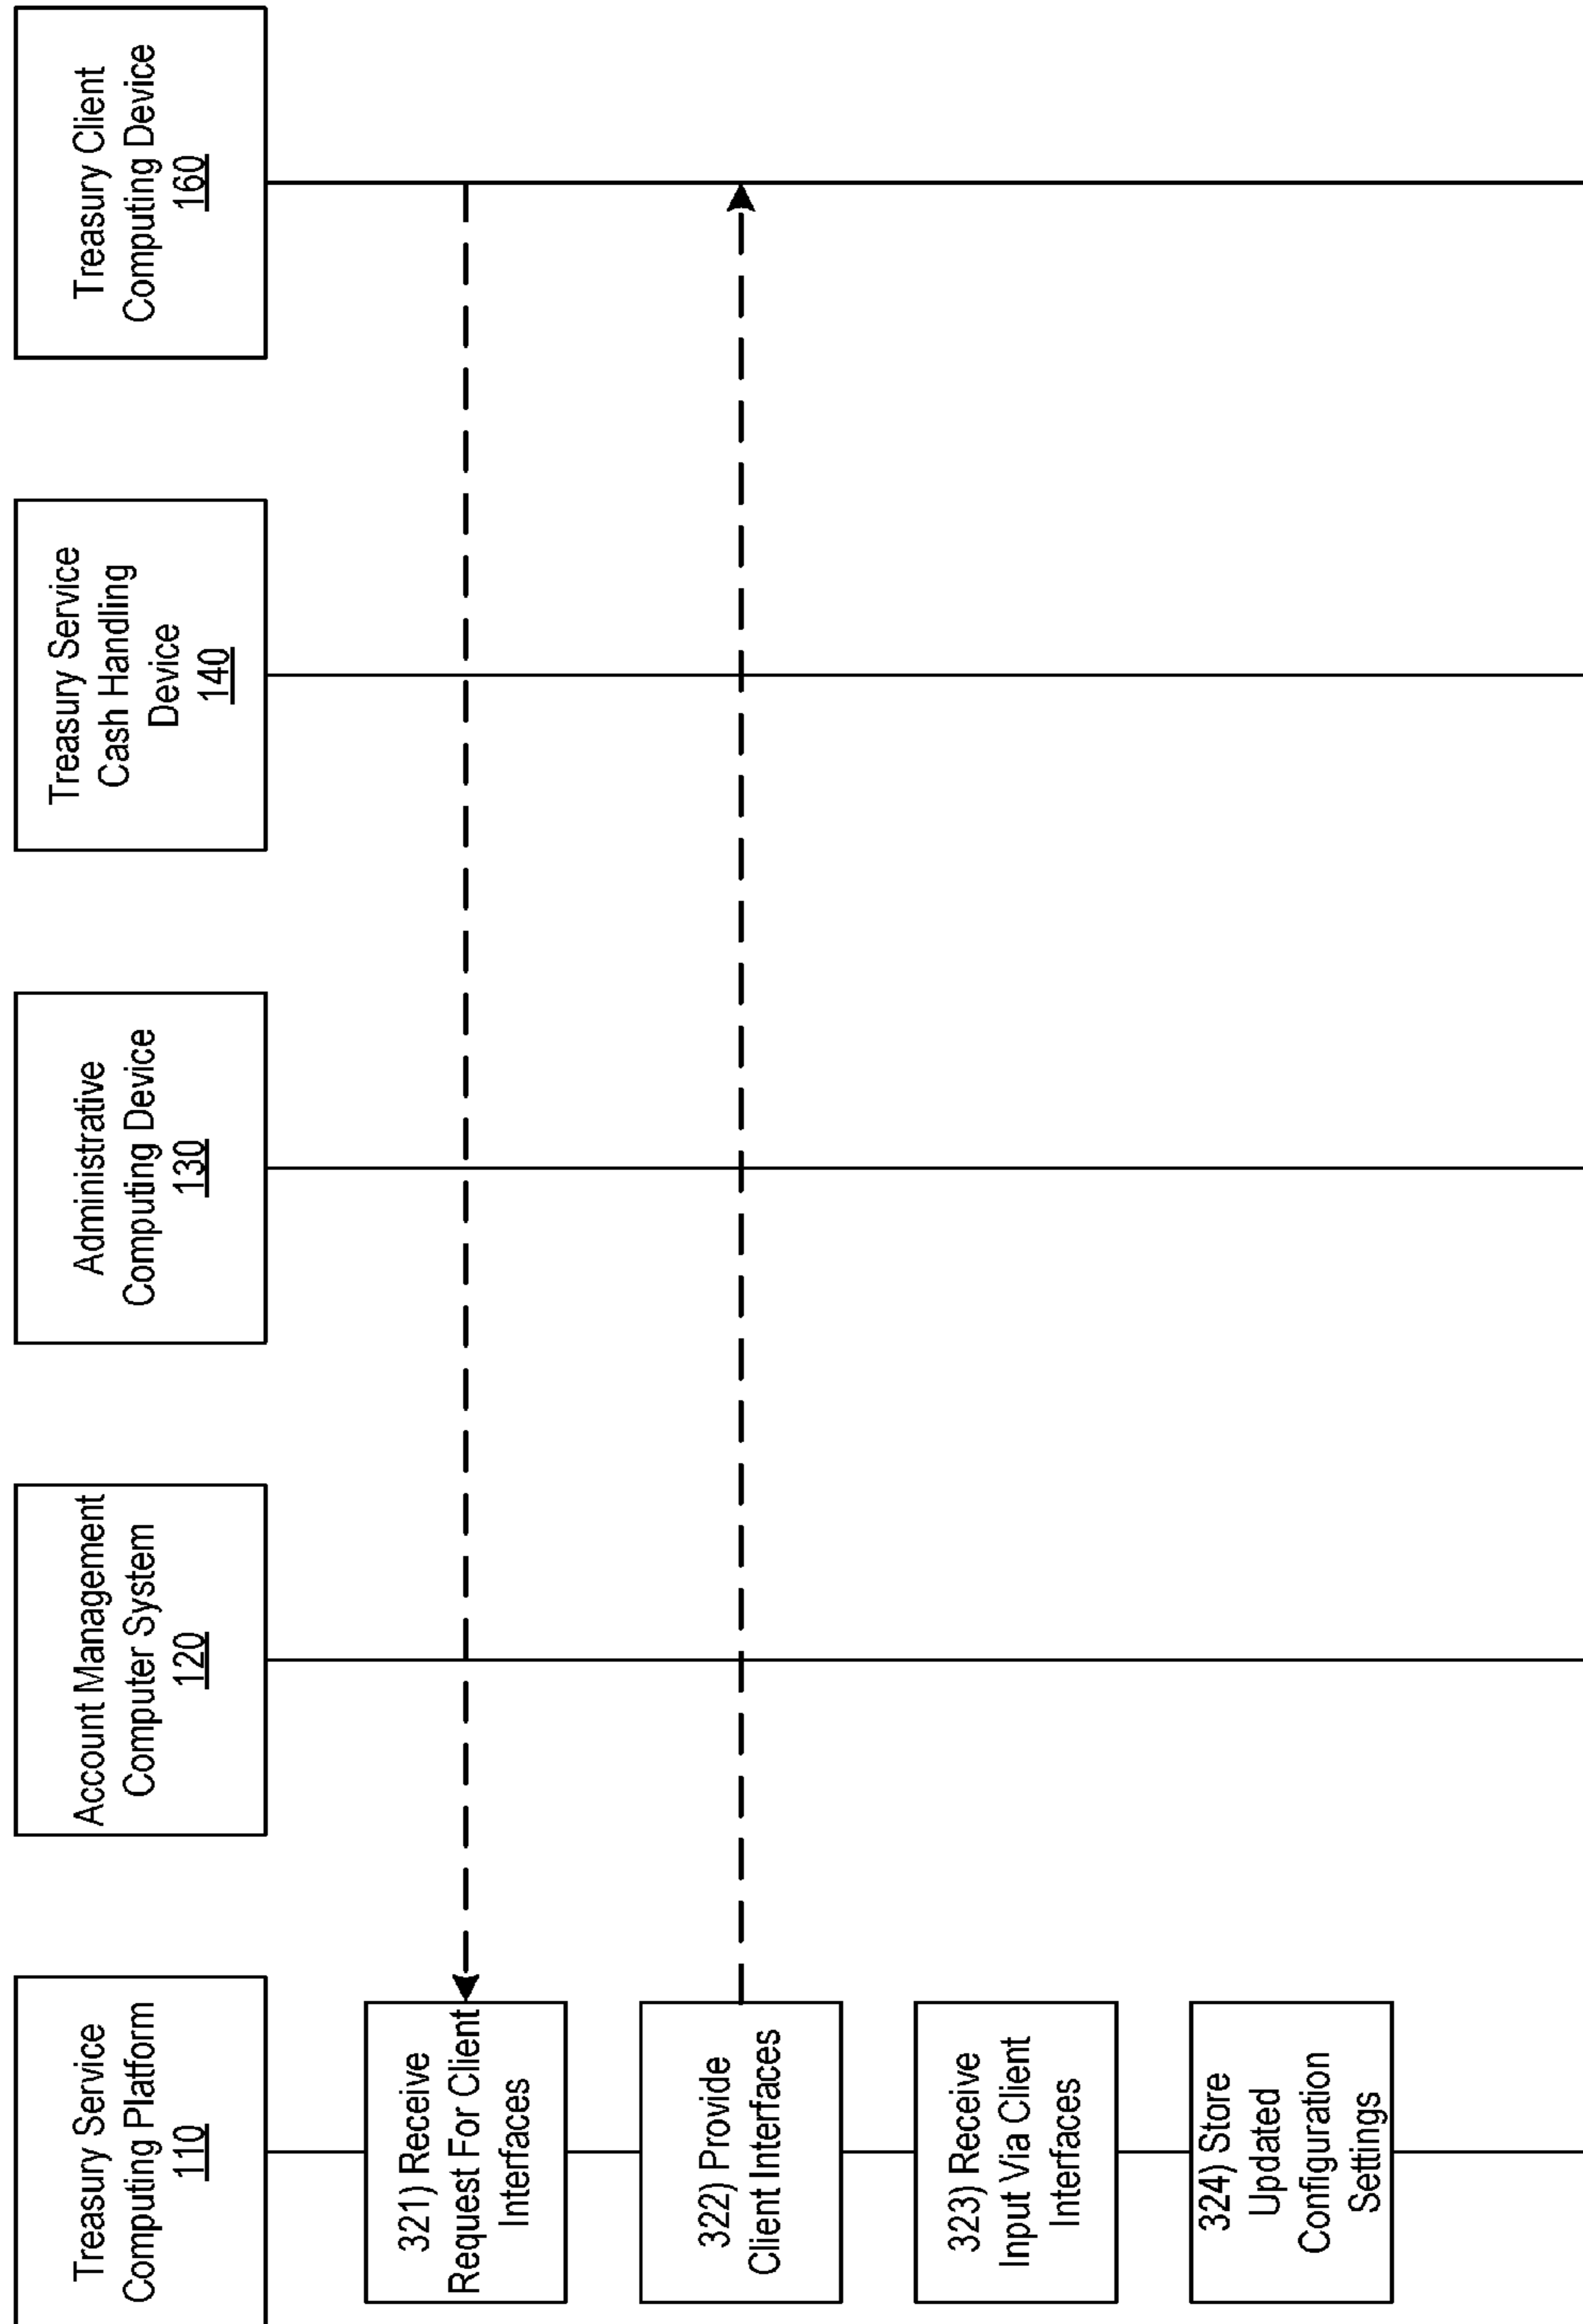 Treasury Service
Computing Platform
110
Account Management
Computer System
120
Administrative
Computing Device
130
Treasury Service
Cash Handling
Device
140
Treasury Client
Computing Device
160
321) Receive
Request For Client
Interfaces
322) Provide
Client Interfaces
323) Receive
Input Via Client
Interfaces
324) Store
Updated
Configuration
Settings